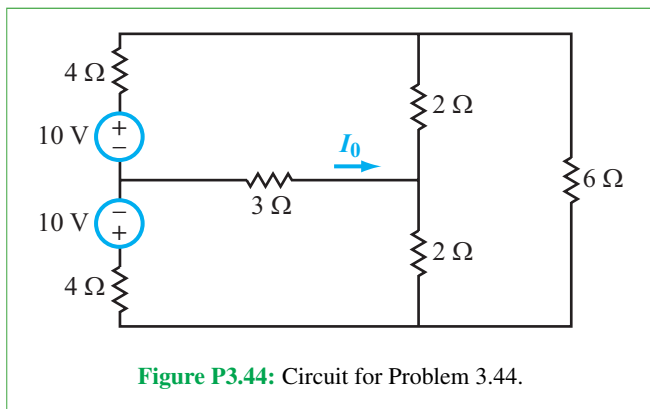 4 Ω
2 Ω
10 V
+
−
I₀
6 Ω
3 Ω
10 V
−
+
2 Ω
4 Ω
Figure P3.44: Circuit for Problem 3.44.